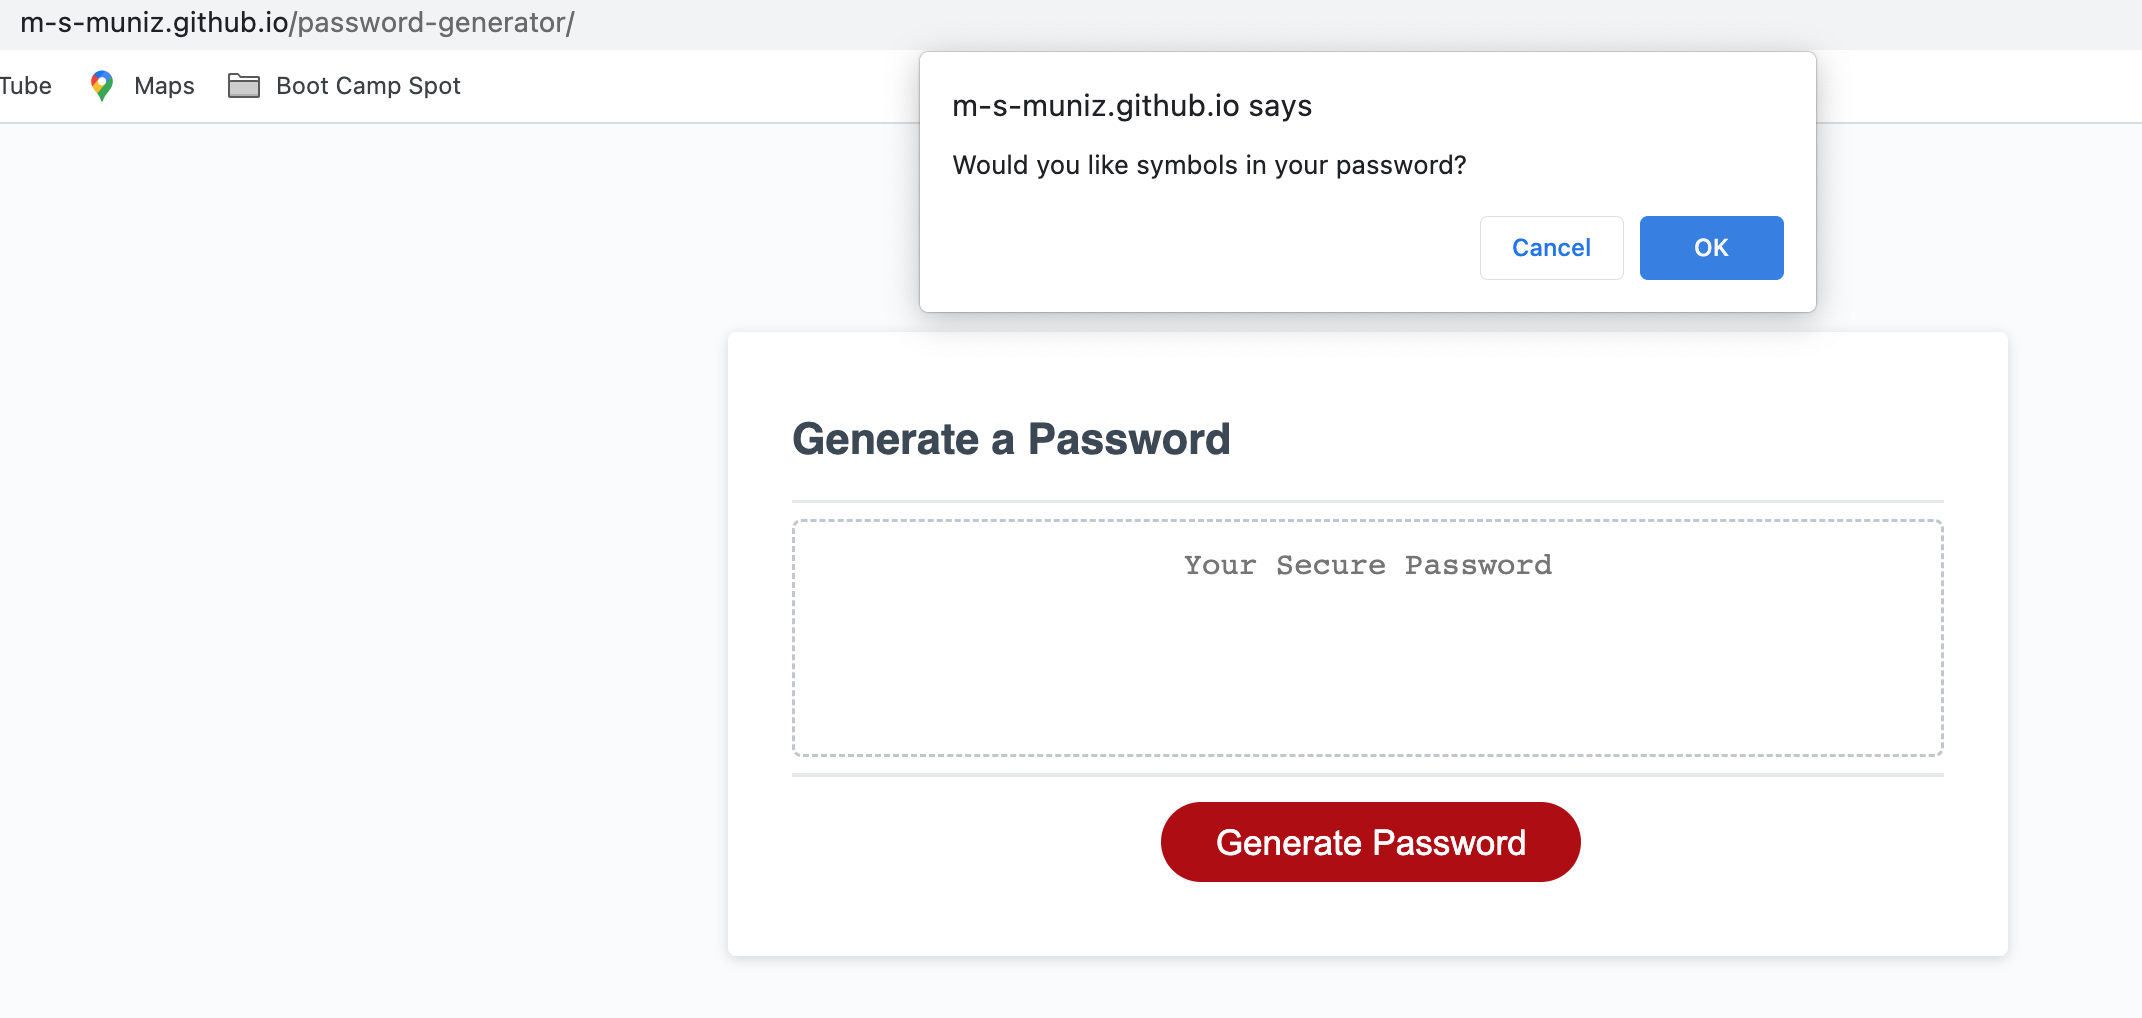 m-s-muniz.github.io/password-generator/
Tube Maps Boot Camp Spot
m-s-muniz.github.io says
Would you like symbols in your password?
Cancel OK
Generate a Password
Your Secure Password
Generate Password